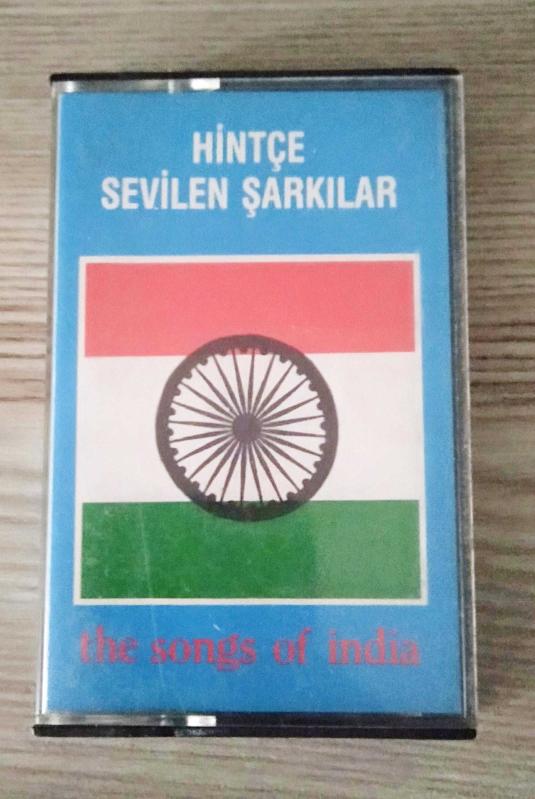 HİNTÇE
SEVİLEN ŞARKILAR
the songs of india